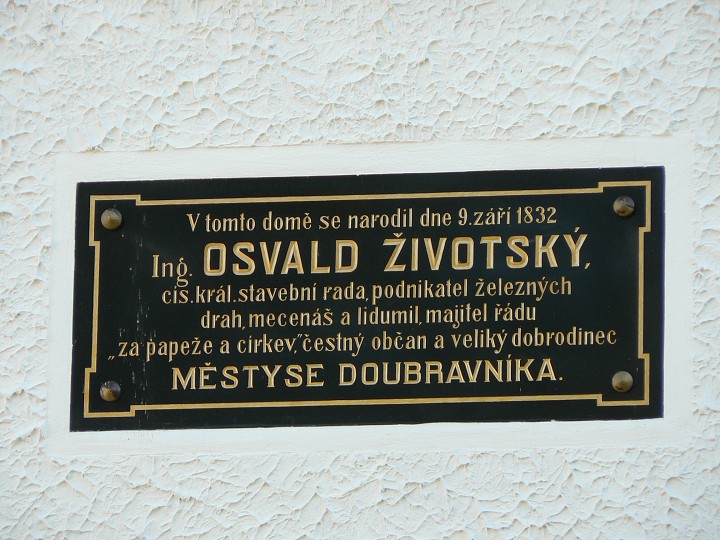 V tomto domě se narodil dne 9. září 1832
Ing. OSVALD ŽIVOTSKÝ,
cís. král. stavební rada, podnikatel železných
drah, mecenáš a lidumil, majitel řádu
„za papeže a církev,“ čestný občan a veliký dobrodinec
MĚSTYSE DOUBRAVNÍKA.